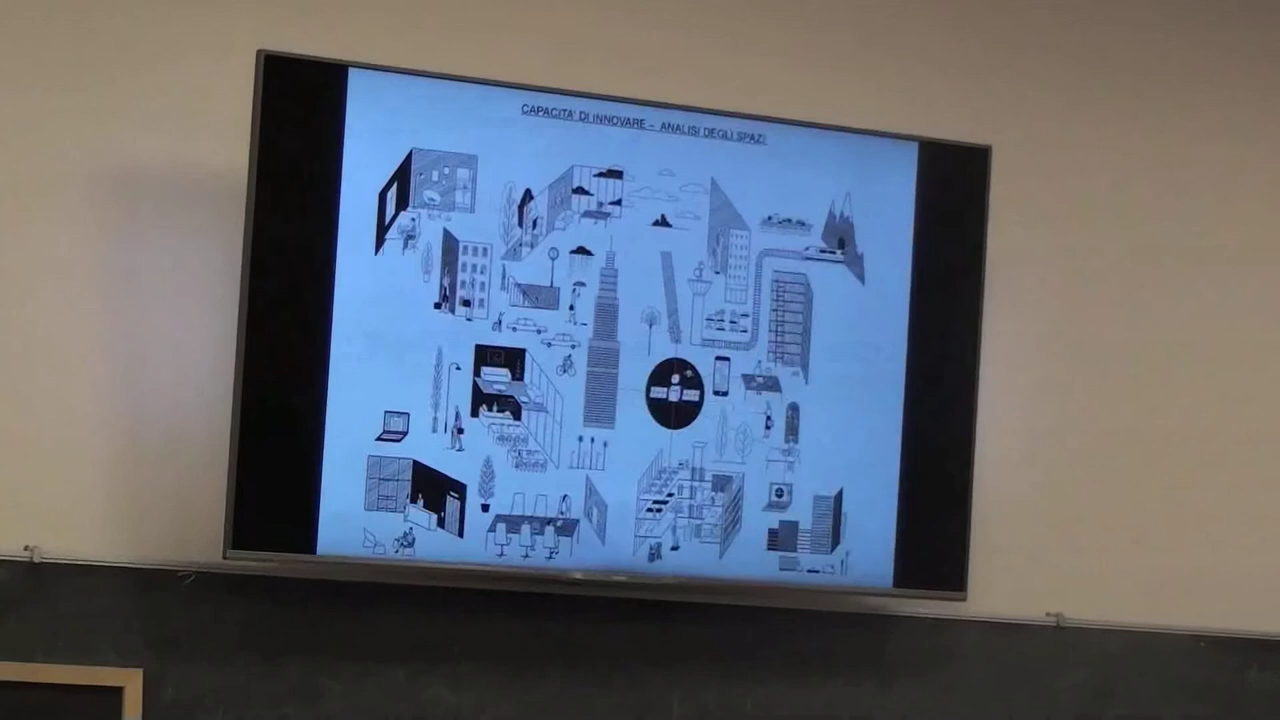 CAPACITA' DI INNOVARE – ANALISI DEGLI SPAZI